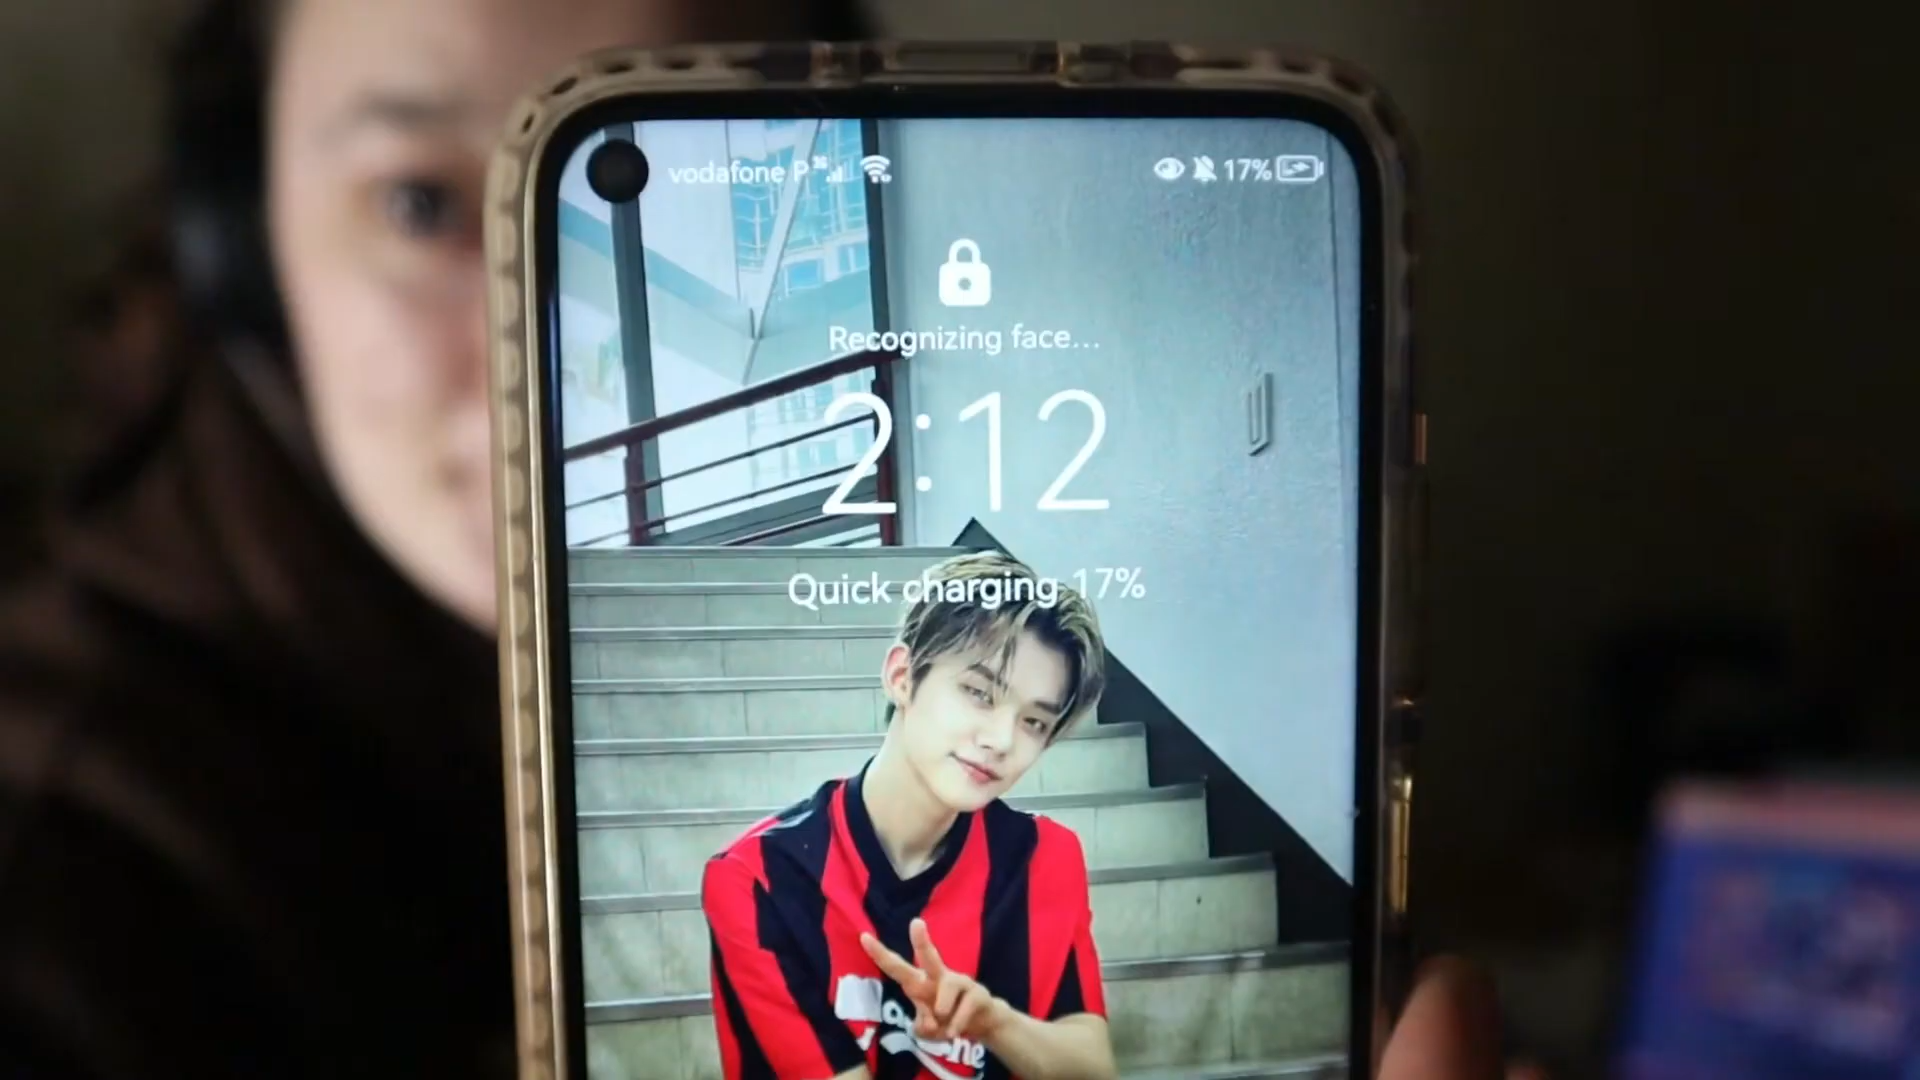 vodafone P 17%
Recognizing face...
2:12
Quick charging 17%